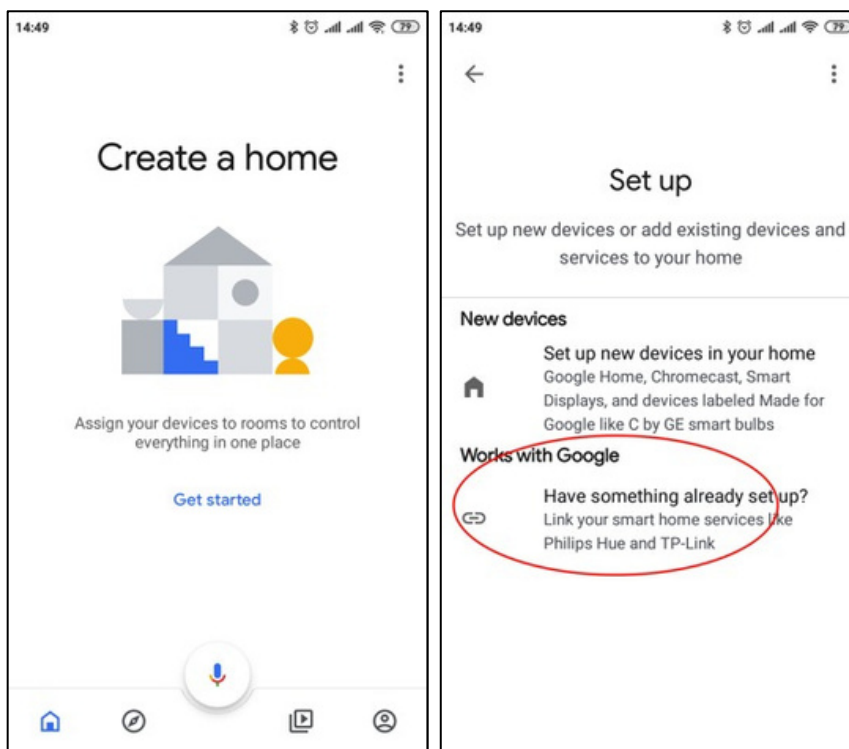 14:49
79
Create a home
Assign your devices to rooms to control
everything in one place
Get started
14:49
79
Set up
Set up new devices or add existing devices and
services to your home
New devices
Set up new devices in your home
Google Home, Chromecast, Smart
Displays, and devices labeled Made for
Google like C by GE smart bulbs
Works with Google
Have something already set up?
Link your smart home services like
Philips Hue and TP-Link